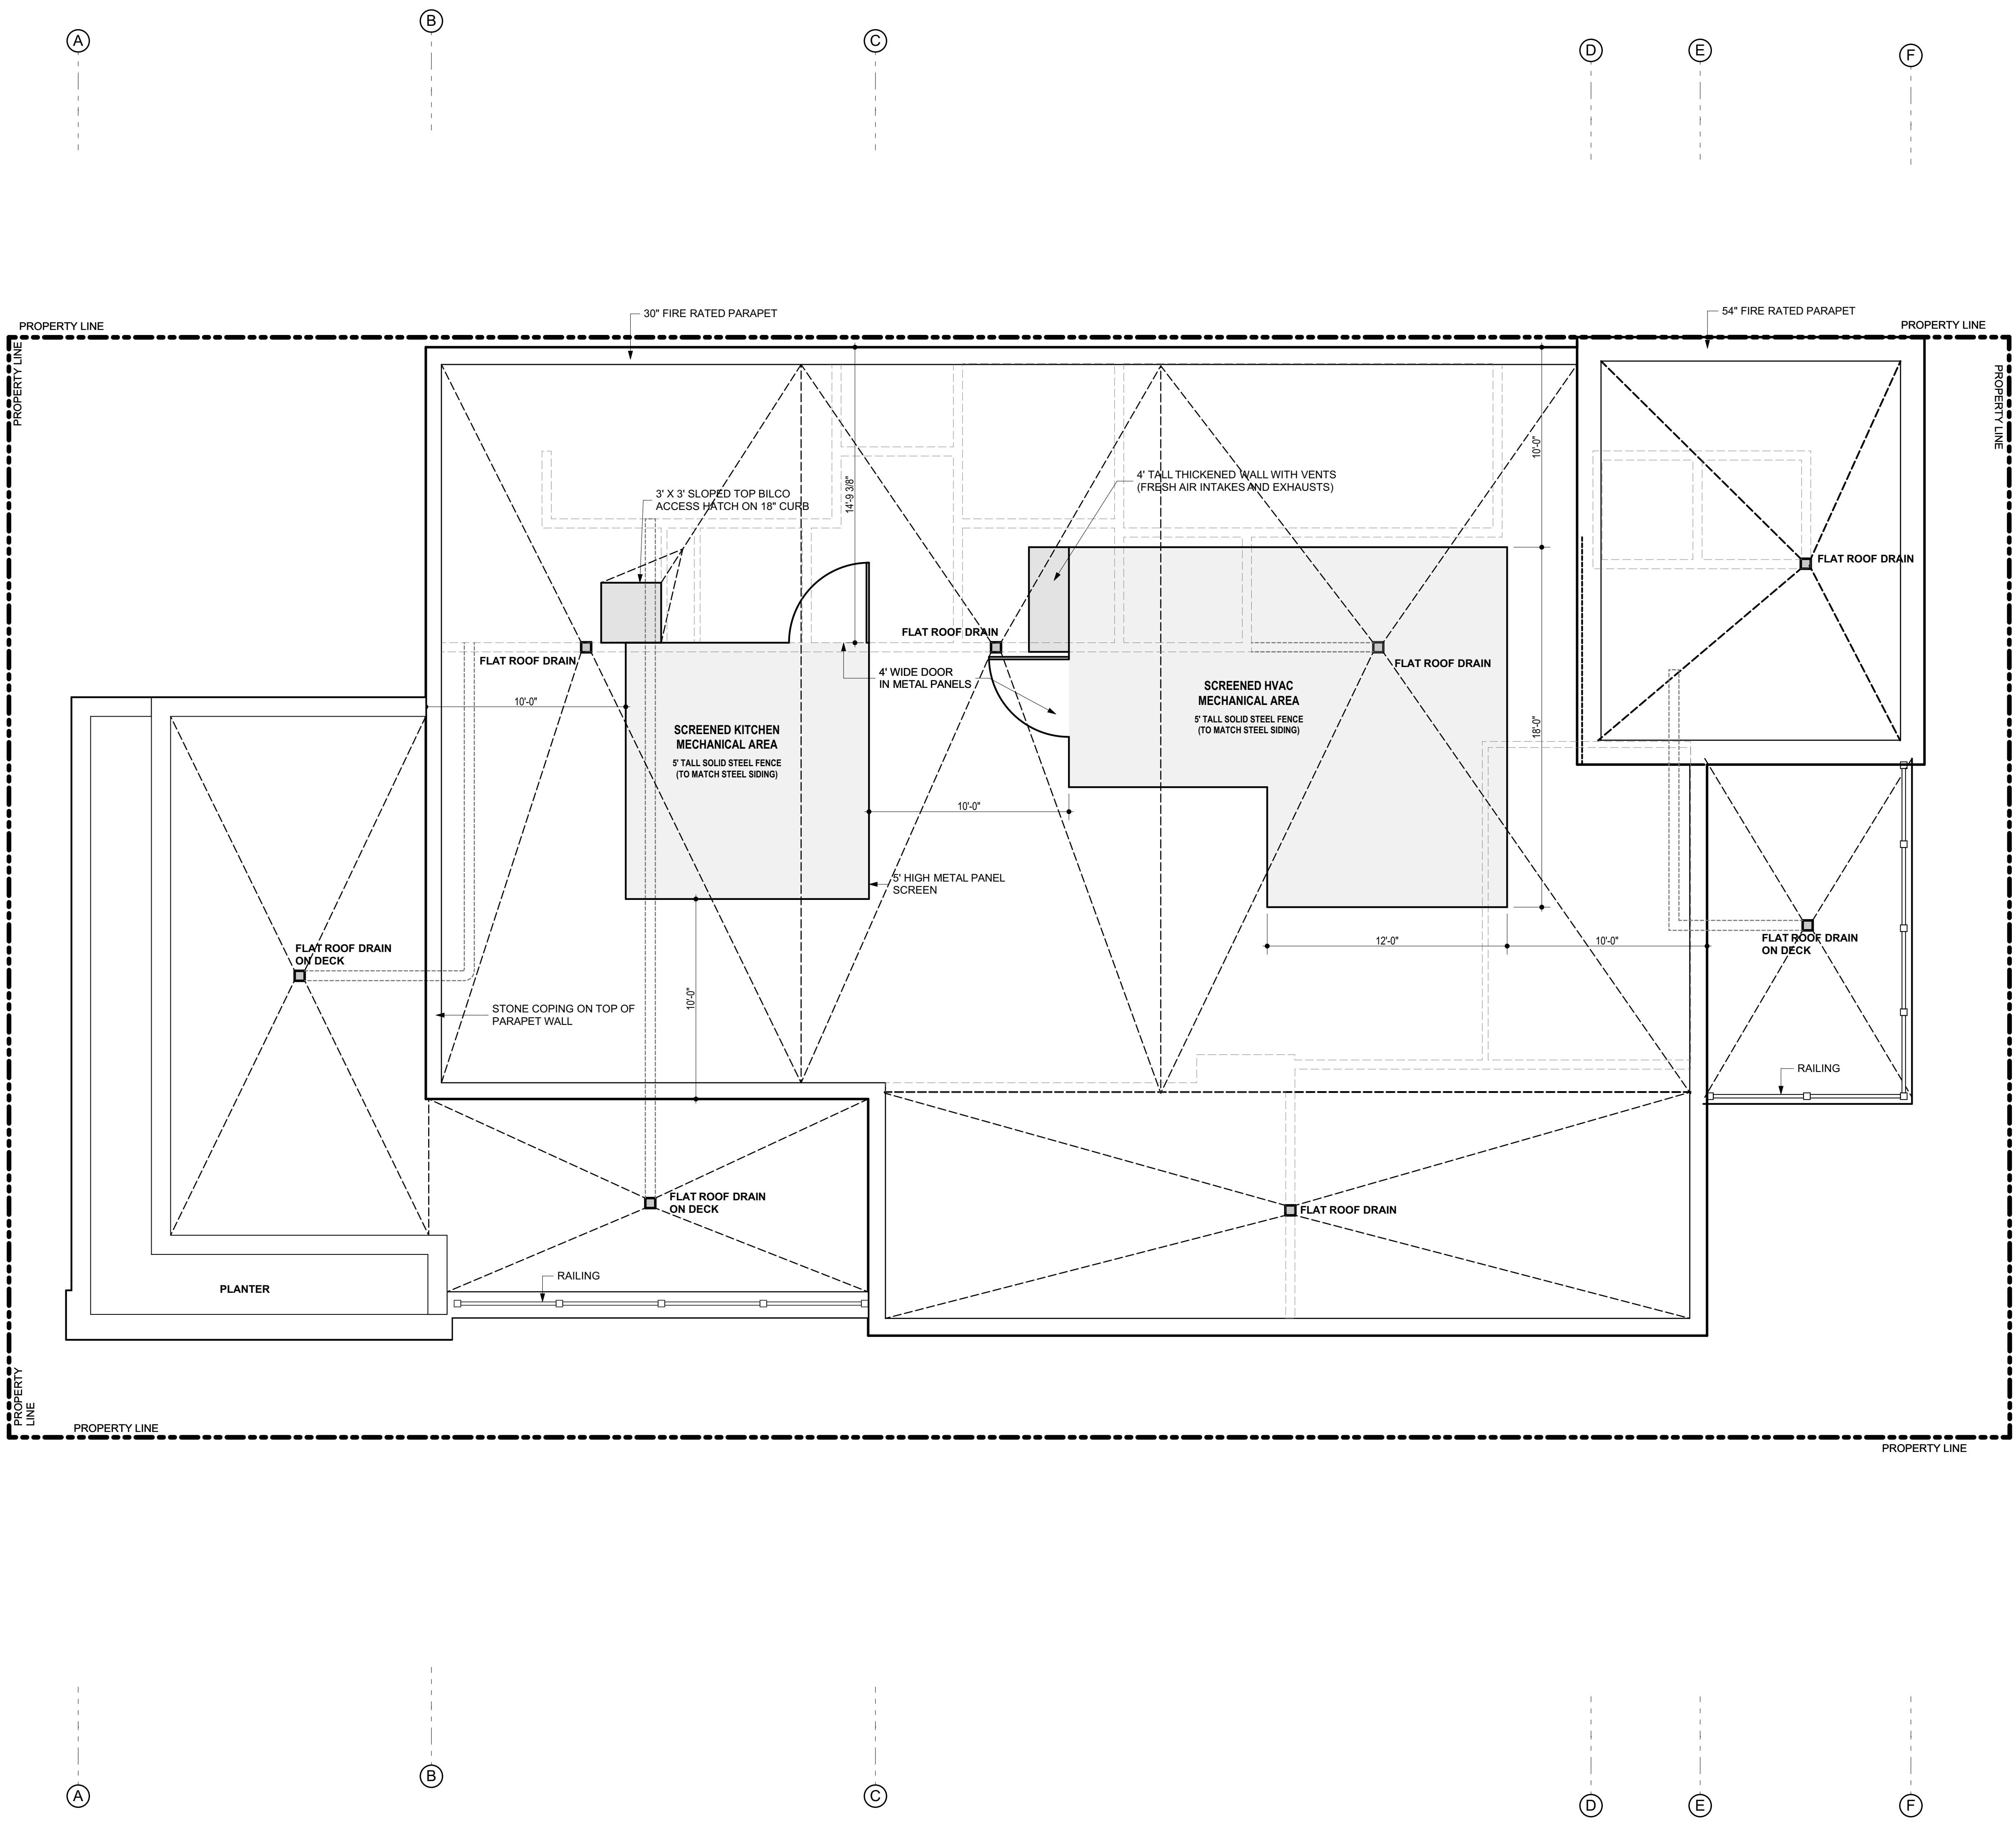 B
A
C
D
E
F
30" FIRE RATED PARAPET
54" FIRE RATED PARAPET
PROPERTY LINE
PROPERTY LINE
PROPERTY LINE
PROPERTY LINE
10'-0"
4' TALL THICKENED WALL WITH VENTS
(FRESH AIR INTAKES AND EXHAUSTS)
14'-9 3/8"
3' X 3' SLOPED TOP BILCO
ACCESS HATCH ON 18" CURB
FLAT ROOF DRAIN
FLAT ROOF DRAIN
FLAT ROOF DRAIN
FLAT ROOF DRAIN
4' WIDE DOOR
IN METAL PANELS
SCREENED HVAC
MECHANICAL AREA
5' TALL SOLID STEEL FENCE
(TO MATCH STEEL SIDING)
10'-0"
18'-0"
SCREENED KITCHEN
MECHANICAL AREA
5' TALL SOLID STEEL FENCE
(TO MATCH STEEL SIDING)
10'-0"
5' HIGH METAL PANEL
SCREEN
12'-0"
10'-0"
FLAT ROOF DRAIN
ON DECK
FLAT ROOF DRAIN
ON DECK
10'-0"
STONE COPING ON TOP OF
PARAPET WALL
RAILING
FLAT ROOF DRAIN
ON DECK
FLAT ROOF DRAIN
RAILING
PLANTER
PROPERTY
LINE
PROPERTY LINE
PROPERTY LINE
B
A
C
D
E
F